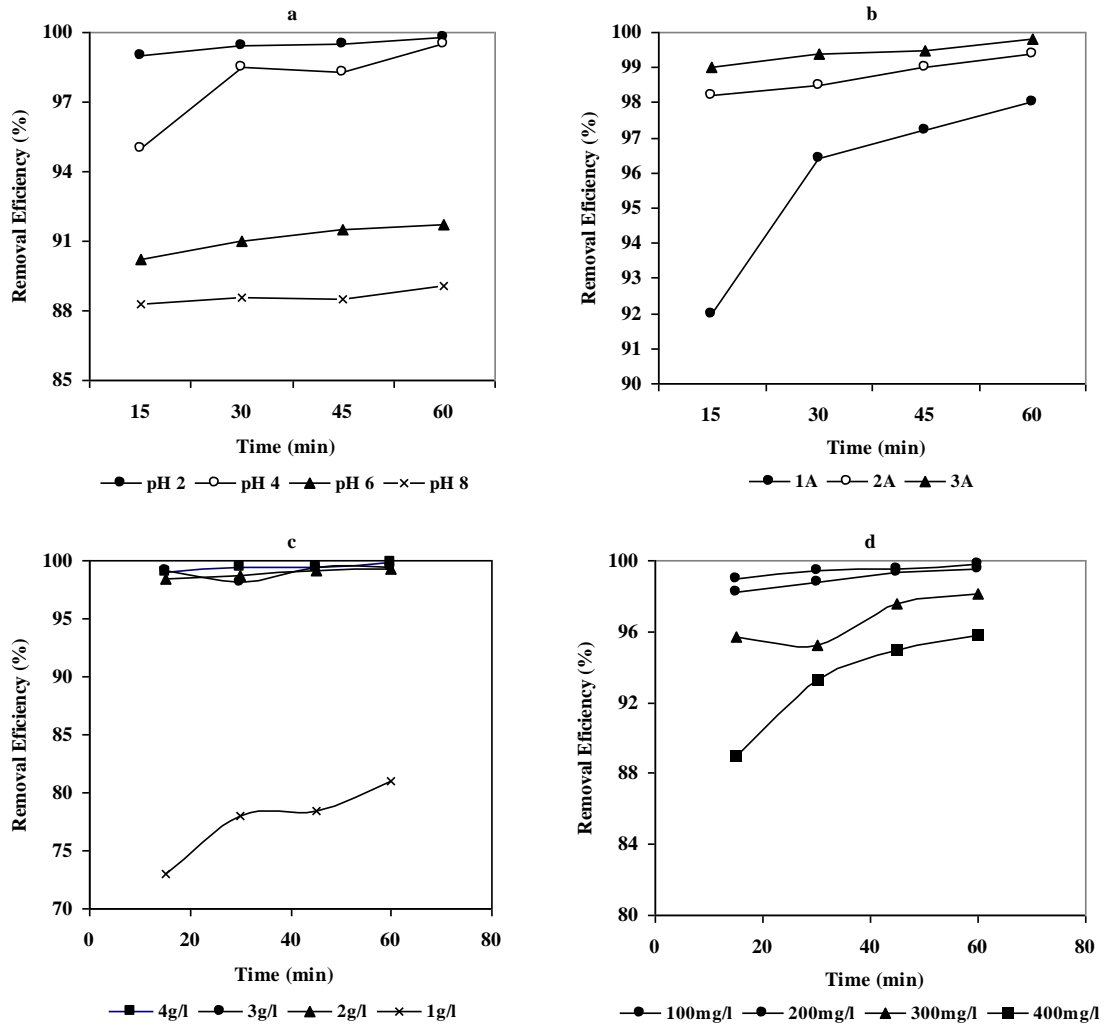 a
100
97
94
91
88
85
Removal Eficiency (%)
15 30 45 60
Time (min)
pH 2 pH 4 pH 6 pH 8
b
100
99
98
97
96
95
94
93
92
91
90
Removal Eficiency (%)
15 30 45 60
Time (min)
1A 2A 3A
c
100
95
90
85
80
75
70
Removal Eficiency (%)
0 20 40 60 80
Time (min)
4g/l 3g/l 2g/l 1g/l
d
100
96
92
88
84
80
Removal Eficiency (%)
0 20 40 60 80
Time (min)
100mg/l 200mg/l 300mg/l 400mg/l